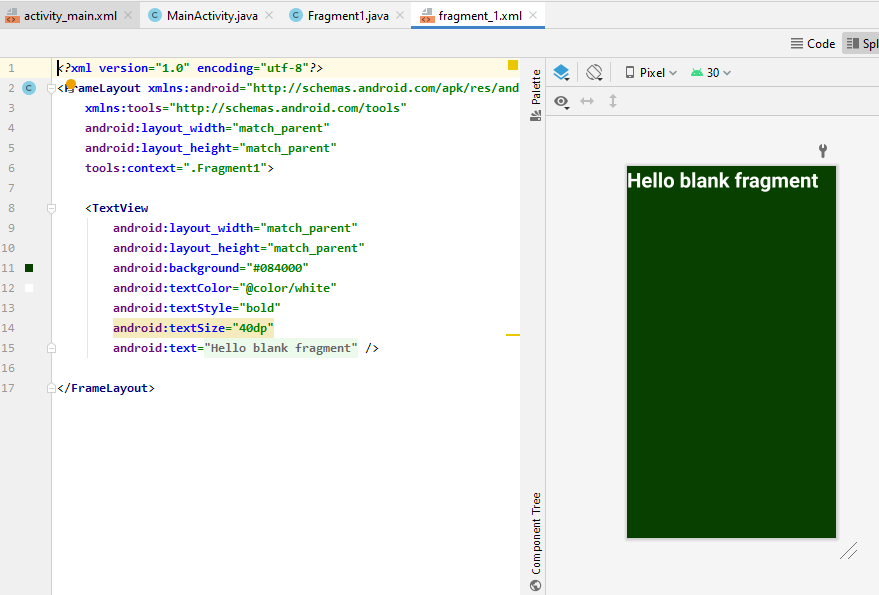 activity_main.xml MainActivity.java Fragment1.java fragment_1.xml
Code Spl
1 <?xml version="1.0" encoding="utf-8"?>
2 <FrameLayout xmlns:android="http://schemas.android.com/apk/res/and
3 xmlns:tools="http://schemas.android.com/tools"
4 android:layout_width="match_parent"
5 android:layout_height="match_parent"
6 tools:context=".Fragment1">
7
8 <TextView
9 android:layout_width="match_parent"
10 android:layout_height="match_parent"
11 android:background="#084000"
12 android:textColor="@color/white"
13 android:textStyle="bold"
14 android:textSize="40dp"
15 android:text="Hello blank fragment" />
16
17 </FrameLayout>
Palette
Component Tree
Pixel 30
Hello blank fragment